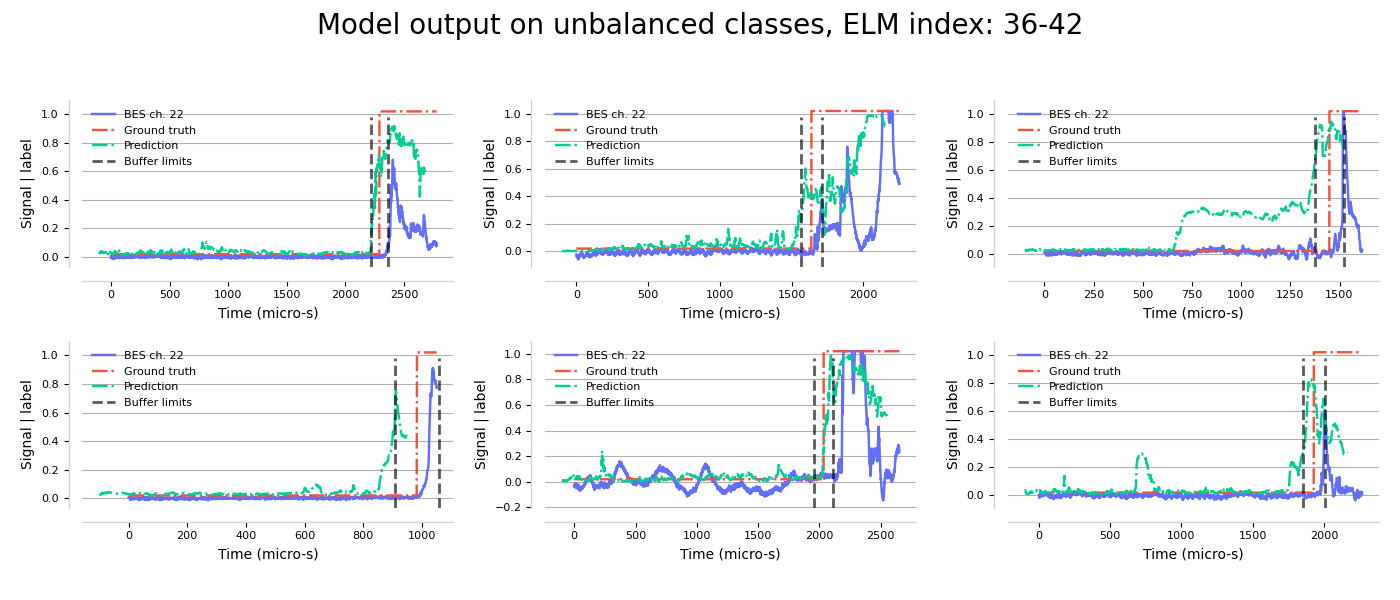 Model output on unbalanced classes, ELM index: 36-42
Signal | label
1.0
0.8
0.6
0.4
0.2
0.0
BES ch. 22
Ground truth
Prediction
Buffer limits
0 500 1000 1500 2000 2500
Time (micro-s)
Signal | label
1.0
0.8
0.6
0.4
0.2
0.0
BES ch. 22
Ground truth
Prediction
Buffer limits
0 500 1000 1500 2000
Time (micro-s)
Signal | label
1.0
0.8
0.6
0.4
0.2
0.0
BES ch. 22
Ground truth
Prediction
Buffer limits
0 250 500 750 1000 1250 1500
Time (micro-s)
Signal | label
1.0
0.8
0.6
0.4
0.2
0.0
BES ch. 22
Ground truth
Prediction
Buffer limits
0 200 400 600 800 1000
Time (micro-s)
Signal | label
1.0
0.8
0.6
0.4
0.2
0.0
−0.2
BES ch. 22
Ground truth
Prediction
Buffer limits
0 500 1000 1500 2000 2500
Time (micro-s)
Signal | label
1.0
0.8
0.6
0.4
0.2
0.0
BES ch. 22
Ground truth
Prediction
Buffer limits
0 500 1000 1500 2000
Time (micro-s)